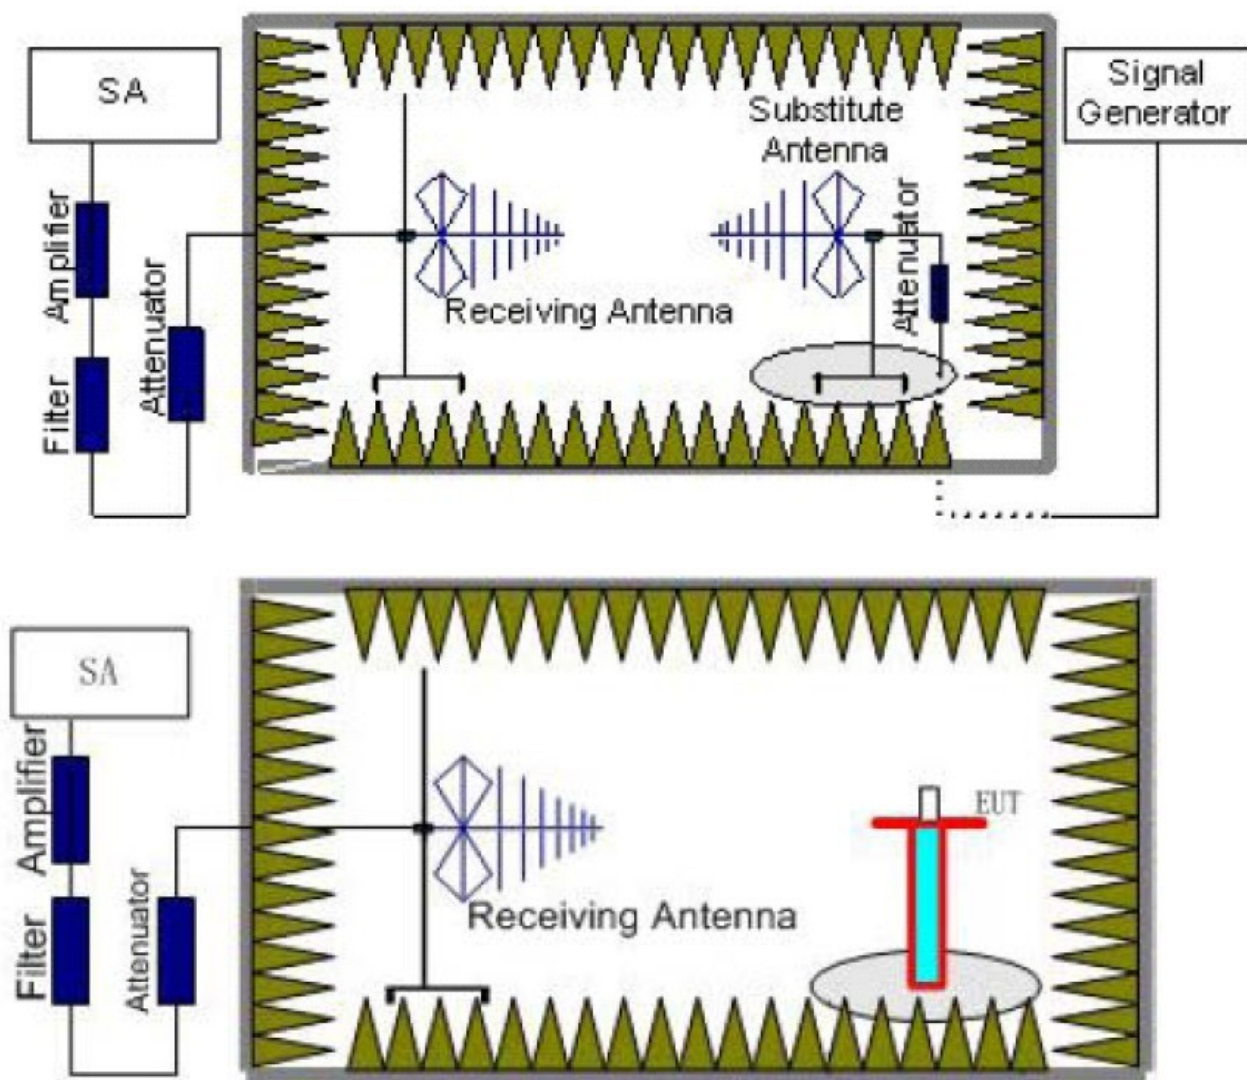 SA
Signal
Generator
Substitute
Antenna
Amplifier
Attenuator
Attenuator
Receiving Antenna
Filter
SA
Amplifier
EUT
Attenuator
Filter
Receiving Antenna